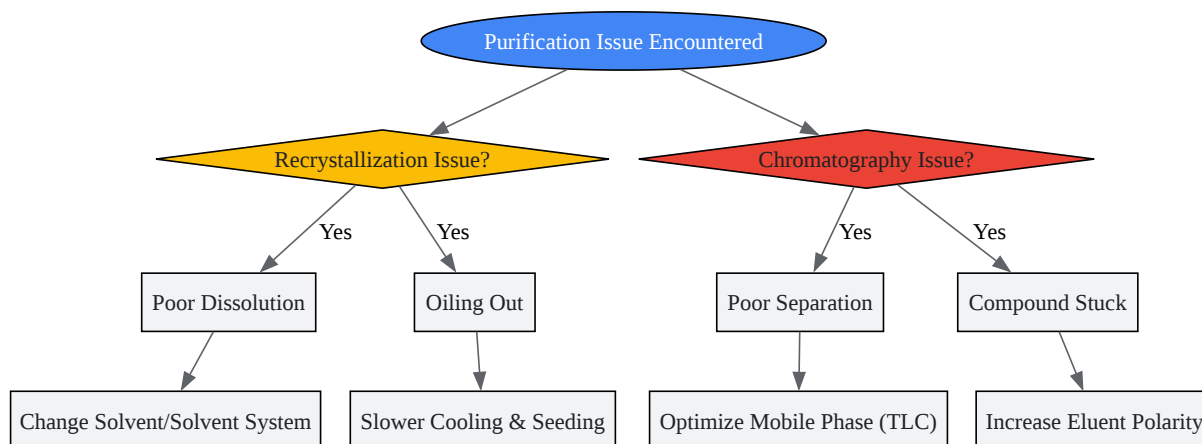 Purification Issue Encountered
Recrystallization Issue?
Chromatography Issue?
Yes
Yes
Yes
Yes
Poor Dissolution
Oiling Out
Poor Separation
Compound Stuck
Change Solvent/Solvent System
Slower Cooling & Seeding
Optimize Mobile Phase (TLC)
Increase Eluent Polarity